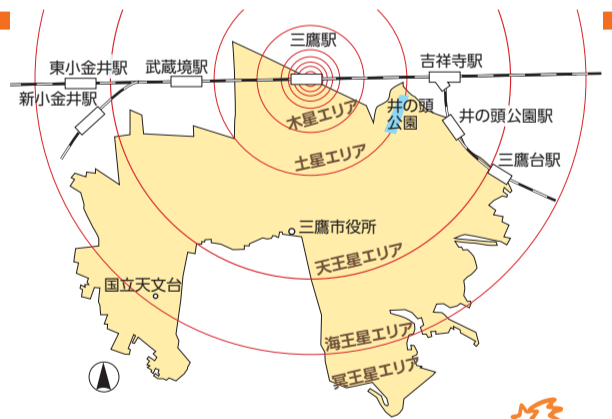 三鷹駅
吉祥寺駅
武蔵境駅
東小金井駅
新小金井駅
井の頭
公園
井の頭公園駅
木星エリア
三鷹台駅
土星エリア
三鷹市役所
天王星エリア
国立天文台
海王星エリア
冥王星エリア